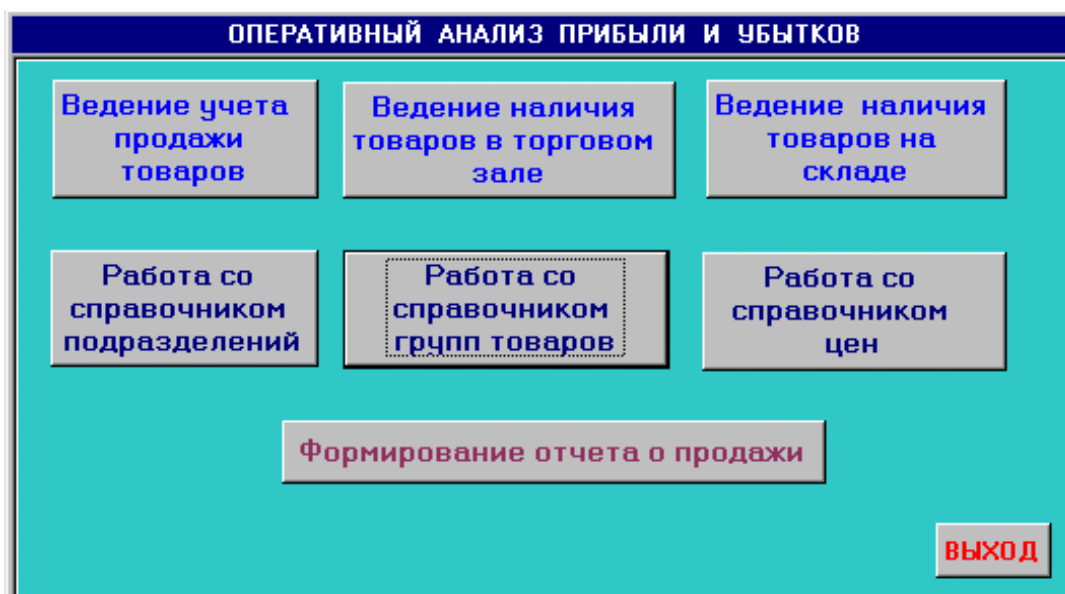 ОПЕРАТИВНЫЙ АНАЛИЗ ПРИБЫЛИ И УБЫТКОВ
Ведение учета
продажи
товаров
Ведение наличия
товаров в торговом
зале
Ведение наличия
товаров на
складе
Работа со
справочником
подразделений
Работа со
справочником
групп товаров
Работа со
справочником
цен
Формирование отчета о продажи
ВЫХОД